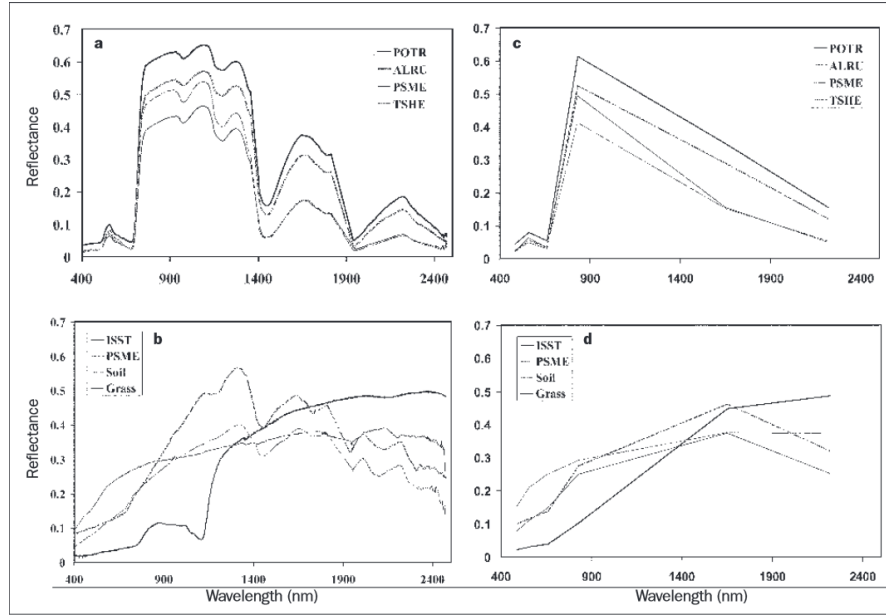 a
0.7
0.6
0.5
0.4
0.3
0.2
0.1
0
Reflectance
POTR
ALRU
PSME
TSHE
400 900 1400 1900 2400
c
0.7
0.6
0.5
0.4
0.3
0.2
0.1
0
POTR
ALRU
PSME
TSHE
400 900 1400 1900 2400
b
0.7
0.6
0.5
0.4
0.3
0.2
0.1
0
Reflectance
ISST
PSME
Soil
Grass
400 900 1400 1900 2400
Wavelength (nm)
d
0.7
0.6
0.5
0.4
0.3
0.2
0.1
0
ISST
PSME
Soil
Grass
400 900 1400 1900 2400
Wavelength (nm)